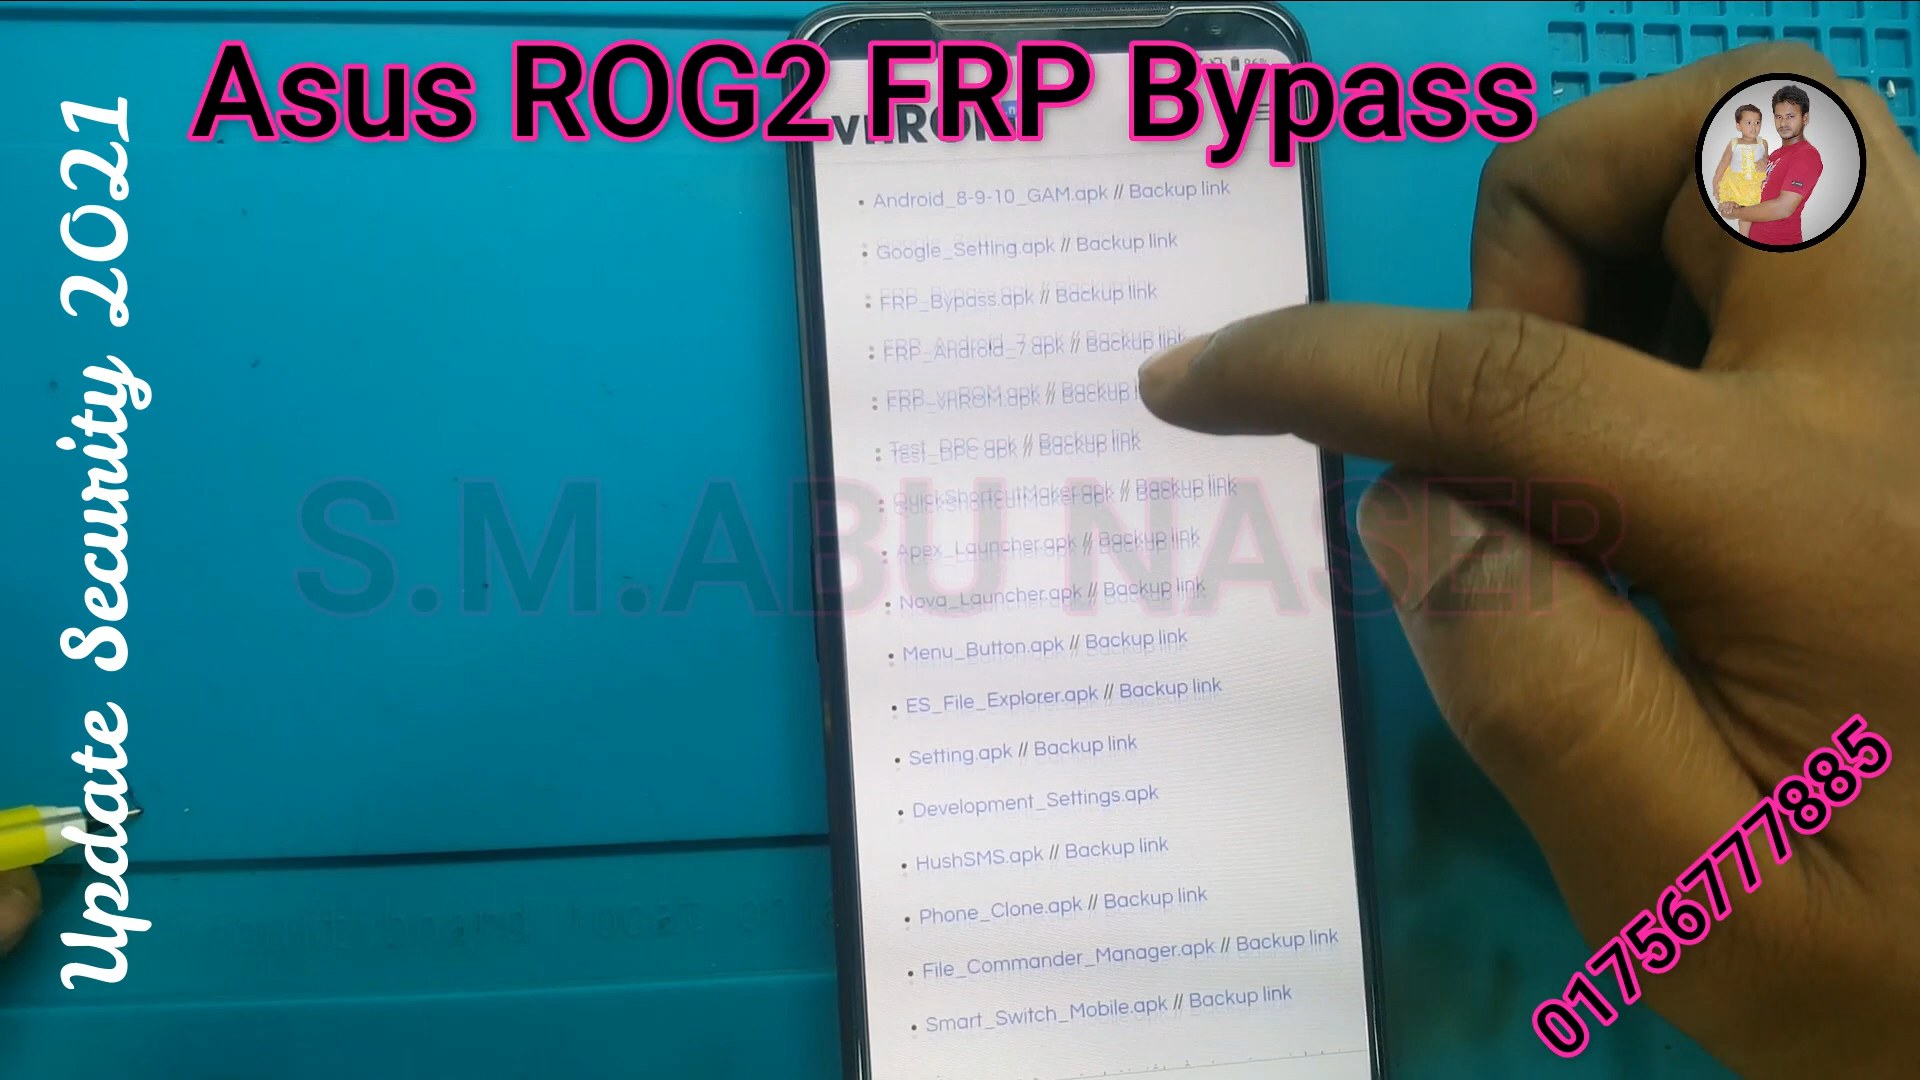 Asus ROG2 FRP Bypass
Update Security 2021
vnROM
Android_8-9-10_GAM.apk // Backup link
Google_Setting.apk // Backup link
FRP_Bypass.apk // Backup link
FRP_Android_7.apk // Backup link
FRP_vnROM.apk // Backup
Test_DPC.apk // Backup link
QuickShortcutMaker.apk // Backup link
Apex_Launcher.apk // Backup link
Nova_Launcher.apk // Backup link
Menu_Button.apk // Backup link
ES_File_Explorer.apk // Backup link
Setting.apk // Backup link
Development_Settings.apk
HushSMS.apk // Backup link
Phone_Clone.apk // Backup link
File_Commander_Manager.apk // Backup link
Smart_Switch_Mobile.apk // Backup link
S.M.ABU NASER
01756777885